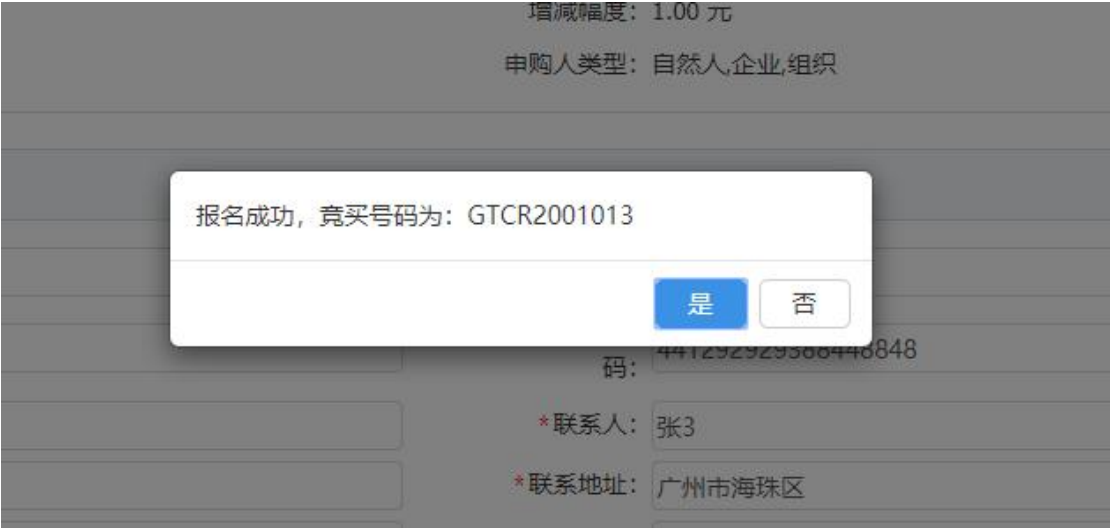 增减幅度：1.00 元
申购人类型：自然人,企业,组织
报名成功，竞买号码为：GTCR2001013
是
否
码：
441292929388448848
*联系人：张3
*联系地址：广州市海珠区